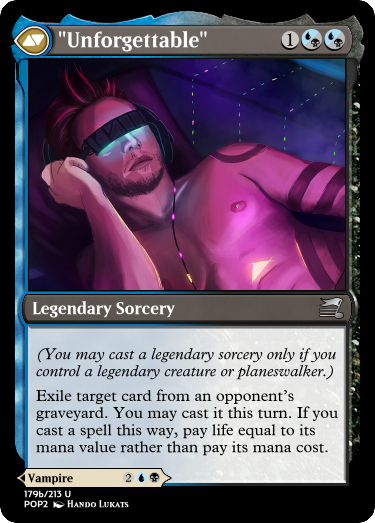 "Unforgettable" 1
Legendary Sorcery
(You may cast a legendary sorcery only if you
control a legendary creature or planeswalker.)
Exile target card from an opponent's
graveyard. You may cast it this turn. If you
cast a spell this way, pay life equal to its
mana value rather than pay its mana cost.
Vampire 2
179b/213 U
POP2 Hando Lukats